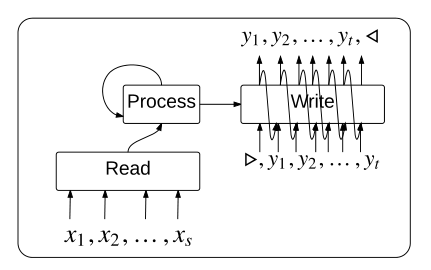 y₁, y₂, ..., yₜ, ◁
Process
Write
Read
▷, y₁, y₂, ..., yₜ
x₁, x₂, ..., xₛ